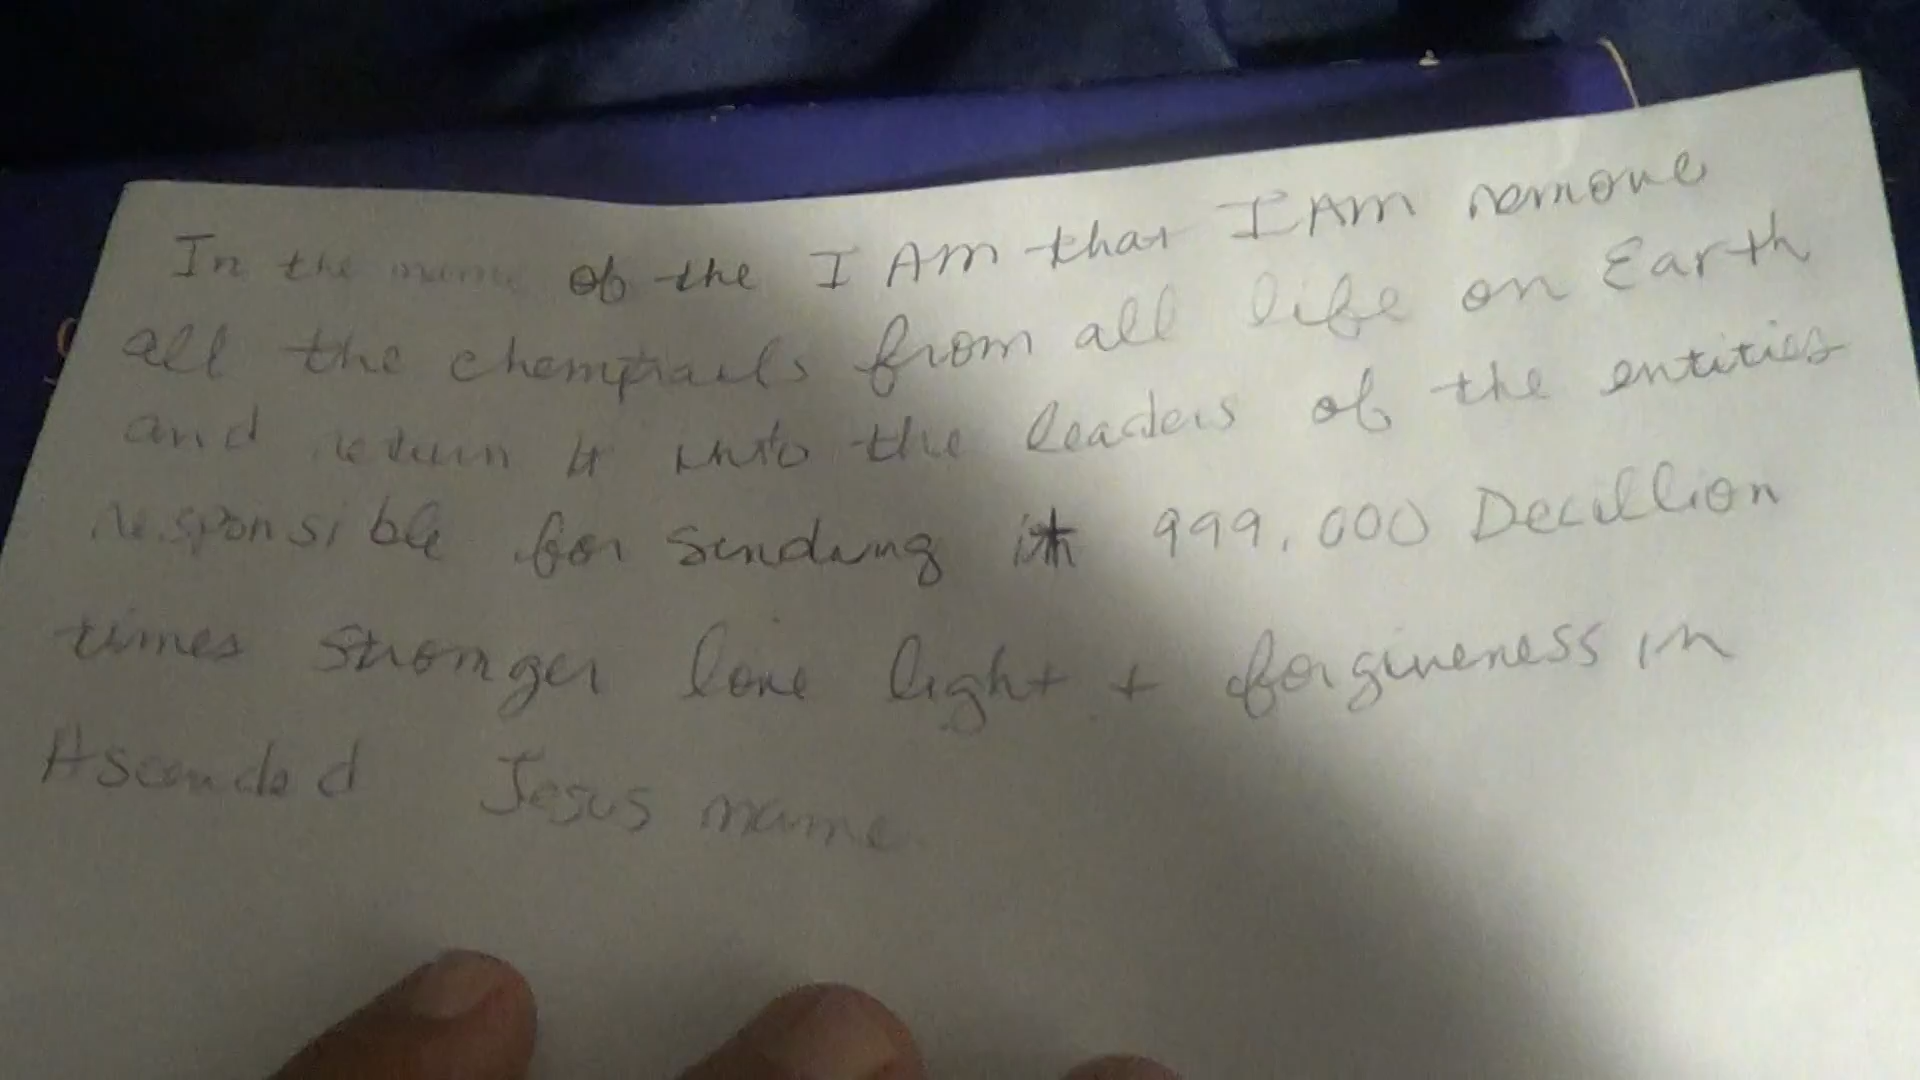 In the name of the I AM that I AM remove
all the chemtrails from all life on Earth
and return it unto the leaders of the entities
responsible for sending it 999,000 Decillion
times stronger love light + forgiveness in
Ascended Jesus name